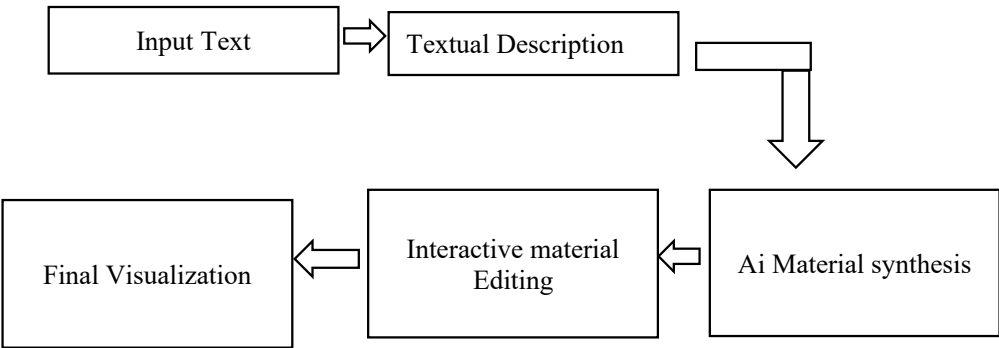 Input Text
Textual Description
Ai Material synthesis
Interactive material
Editing
Final Visualization